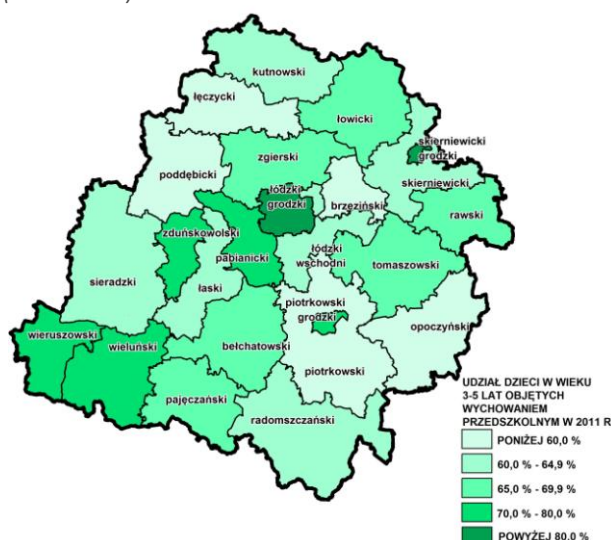 kutnowski
łęczycki
łowicki
skierniewicki
grodzki
zgierski
poddębicki
łódzki
grodzki
brzeziński
skierniewicki
rawski
zduńskowolski
pabianicki
łódzki
wschodni
tomaszowski
sieradzki
łaski
piotrkowski
grodzki
opoczyński
wieruszowski
wieluński
bełchatowski
piotrkowski
pajęczański
radomszczański
UDZIAŁ DZIECI W WIEKU
3-5 LAT OBJĘTYCH
WYCHOWANIEM
PRZEDSZKOLNYM W 2011 R
PONIŻEJ 60,0 %
60,0 % - 64,9 %
65,0 % - 69,9 %
70,0 % - 80,0 %
POWYŻEJ 80,0 %